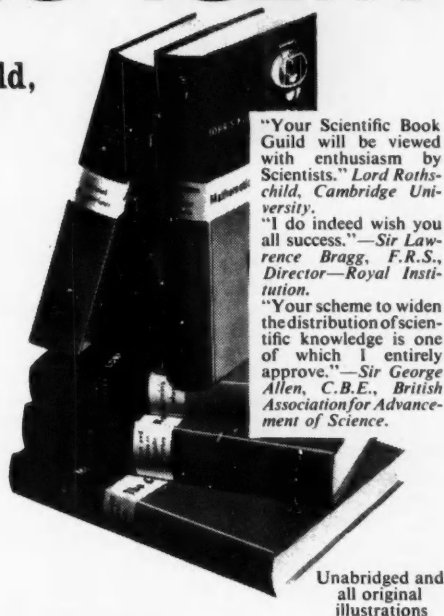 ld,
"Your Scientific Book
Guild will be viewed
with enthusiasm by
Scientists." Lord Roths-
child, Cambridge Uni-
versity.
"I do indeed wish you
all success."—Sir Law-
rence Bragg, F.R.S.,
Director—Royal Insti-
tution.
"Your scheme to widen
the distribution of scien-
tific knowledge is one
of which I entirely
approve."—Sir George
Allen, C.B.E., British
Association for Advance-
ment of Science.
Mathematic
Unabridged and
all original
illustrations